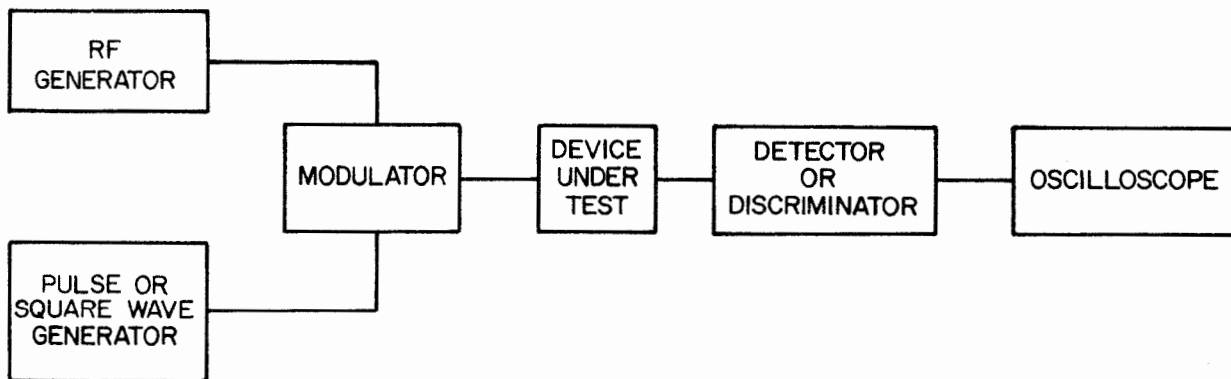 RF
GENERATOR
PULSE OR
SQUARE WAVE
GENERATOR
MODULATOR
DEVICE
UNDER
TEST
DETECTOR
OR
DISCRIMINATOR
OSCILLOSCOPE